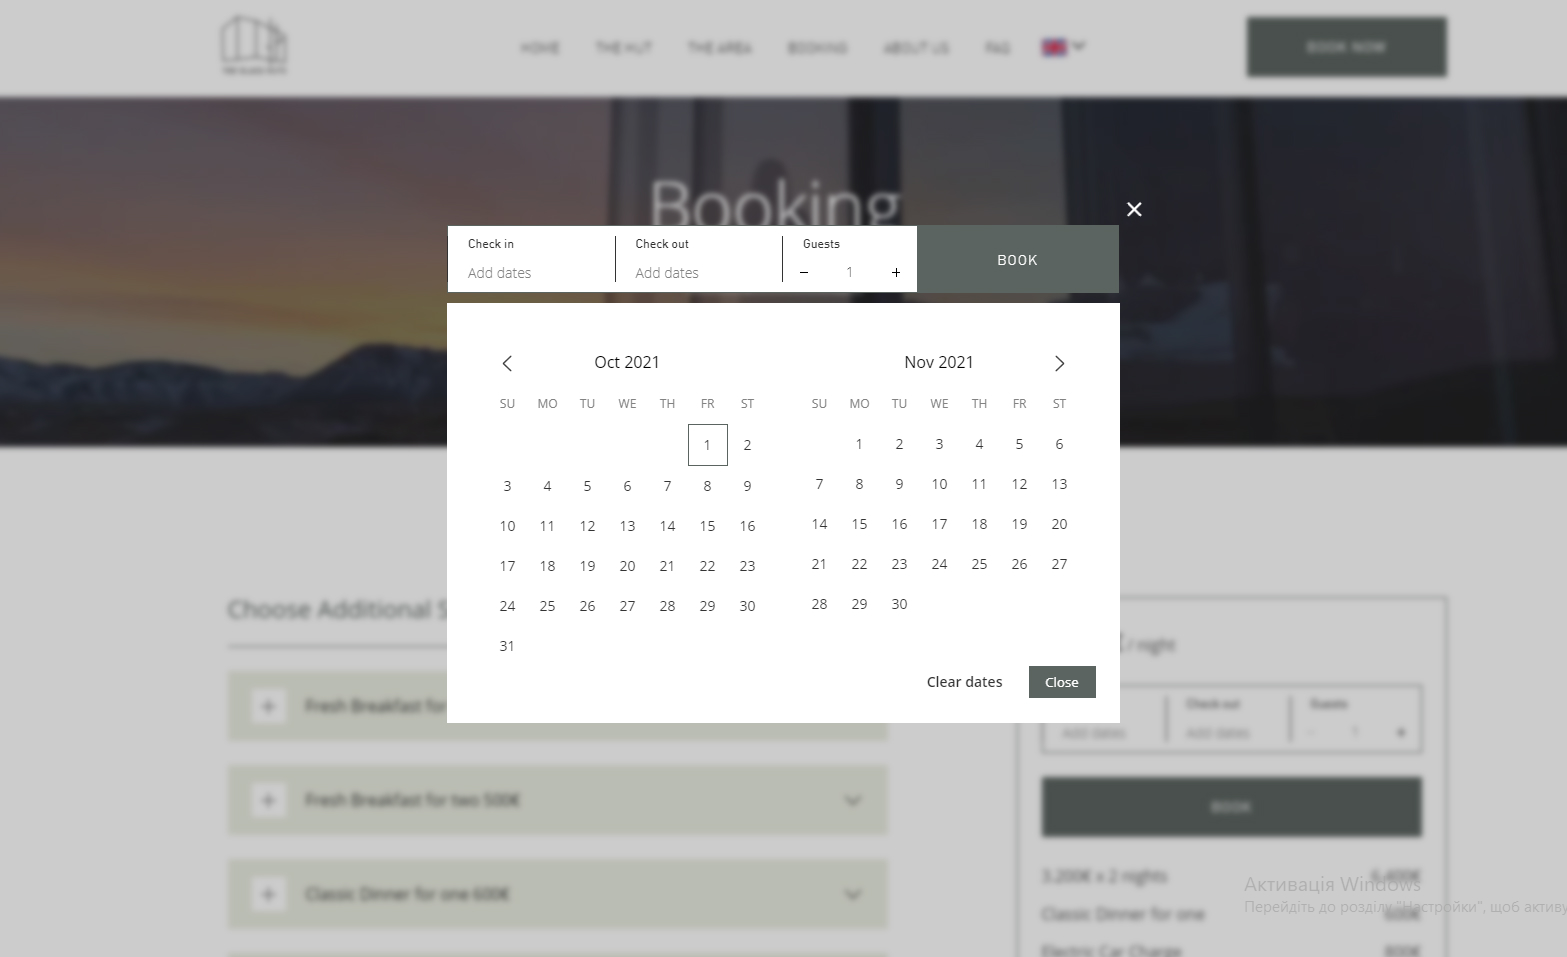 HOME THE HUT THE AREA BOOKING ABOUT US FAQ
BOOK NOW
Booking
Check in Check out Guests
Add dates Add dates − 1 +
BOOK
Oct 2021
SU MO TU WE TH FR ST
1 2
3 4 5 6 7 8 9
10 11 12 13 14 15 16
17 18 19 20 21 22 23
24 25 26 27 28 29 30
31
Nov 2021
SU MO TU WE TH FR ST
1 2 3 4 5 6
7 8 9 10 11 12 13
14 15 16 17 18 19 20
21 22 23 24 25 26 27
28 29 30
Clear dates Close
Choose Additional S
Fresh Breakfast for
Fresh Breakfast for two 500€
Classic Dinner for one 600€
/ night
Check out Guests
Add dates Add dates - 1
BOOK
3.200€ x 2 nights 6.400€
Classic Dinner for one 600€
Electric Car Charge 800€
Активація Windows
Перейдіть до розділу "Настройки", щоб активу